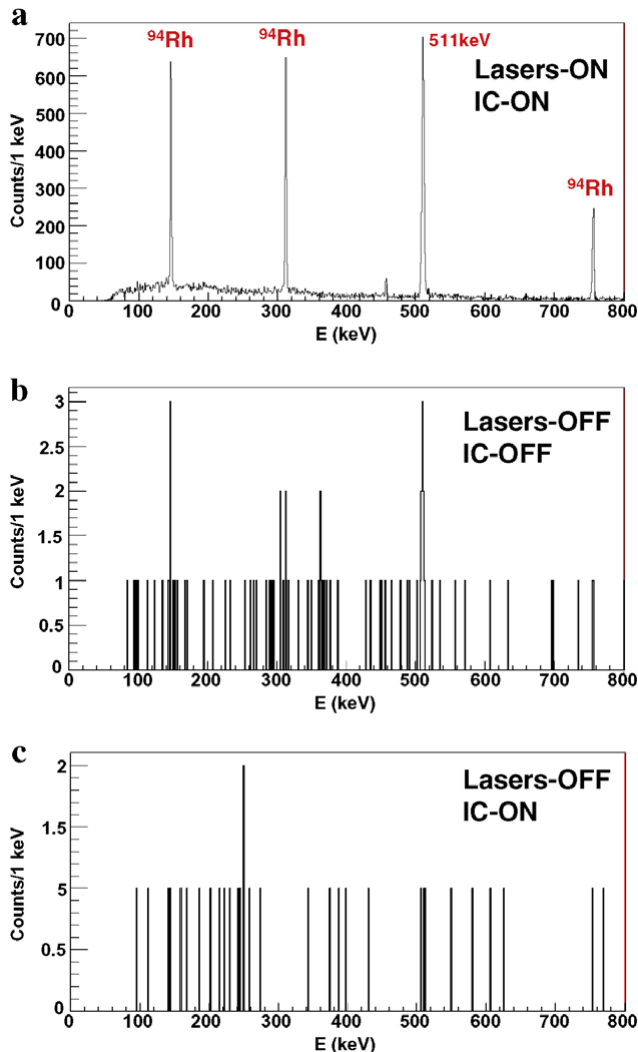 a
700
600
500
400
300
200
100
0
Counts/1 keV
⁹⁴Rh
⁹⁴Rh
511keV
Lasers-ON
IC-ON
⁹⁴Rh
0 100 200 300 400 500 600 700 800
E (keV)
b
3
2.5
2
1.5
1
0.5
0
Counts/1 keV
Lasers-OFF
IC-OFF
0 100 200 300 400 500 600 700 800
E (keV)
c
2
1.5
5
0.5
0
Counts/1 keV
Lasers-OFF
IC-ON
0 100 200 300 400 500 600 700 800
E (keV)